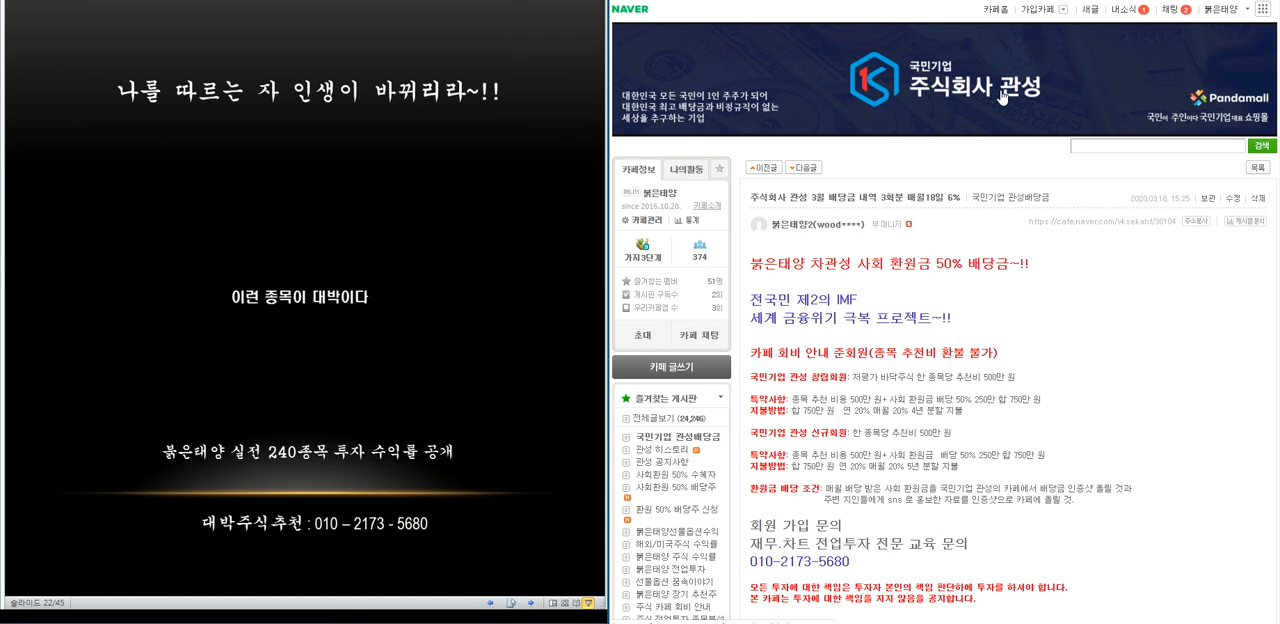 나를 따르는 자 인생이 바뀌리라~!!
이런 종목이 대박이다
붉은태양 실전 240종목 투자 수익률 공개
대박주식추천 : 010 – 2173 - 5680
슬라이드 22/45
NAVER
카페홈 가입카페 새글 내소식 1 채팅 2 붉은태양
대한민국 모든 국민이 1인 주주가 되어
대한민국 최고 배당금과 비정규직이 없는
세상을 추구하는 기업
국민기업
주식회사 관성
Pandamall
국민이 주인이다 국민기업대표 쇼핑몰
검색
카페정보 나의활동
매니저 붉은태양
since 2016.10.20. 카페소개
카페관리 통계
가지3단계 374
즐겨찾는 멤버 51명
게시판 구독수 2회
우리카페앱 수 3회
초대 카페 채팅
카페 글쓰기
즐겨찾는 게시판
전체글보기 (24,246)
국민기업 관성배당금
관성 히스토리
관성 공지사항
사회환원 50% 수혜자
사회환원 50% 배당주
환원 50% 배당주 신청
붉은태양선물옵션수익
해외/미국주식 수익률
붉은태양 주식 수익률
붉은태양 전업투자
선물옵션 꿈속이야기
붉은태양 장기 추천주
주식 카페 회비 안내
주식 전업투자 종목분석
이전글 다음글 목록
주식회사 관성 3월 배당금 내역 3회분 매월18일 6% 국민기업 관성배당금
2020.03.18. 15:25 보관 수정 삭제
붉은태양2(wood****) 부매니저
https://cafe.naver.com/vksekahf/30104 주소복사 게시물 분석
붉은태양 차관성 사회 환원금 50% 배당금~!!
전국민 제2의 IMF
세계 금융위기 극복 프로젝트~!!
카페 회비 안내 준회원(종목 추천비 환불 불가)
국민기업 관성 창립회원: 저평가 바닥주식 한 종목당 추천비 500만 원
특약사항: 종목 추천 비용 500만 원+ 사회 환원금 배당 50% 250만 합 750만 원
지불방법: 합 750만 원 연 20% 매월 20% 4년 분할 지불
국민기업 관성 신규회원: 한 종목당 추천비 500만 원
특약사항: 종목 추천 비용 500만 원+ 사회 환원금 배당 50% 250만 합 750만 원
지불방법: 합 750만 원 연 20% 매월 20% 5년 분할 지불
환원금 배당 조건: 매월 배당 받은 사회 환원금을 국민기업 관성의 카페에서 배당금 인증샷 올릴 것과
주변 지인들에게 sns 로 홍보한 자료를 인증샷으로 카페에 올릴 것.
회원 가입 문의
재무.차트 전업투자 전문 교육 문의
010-2173-5680
모든 투자에 대한 책임은 투자자 본인의 책임 판단하에 투자를 하셔야 합니다.
본 카페는 투자에 대한 책임을 지지 않음을 공지합니다.